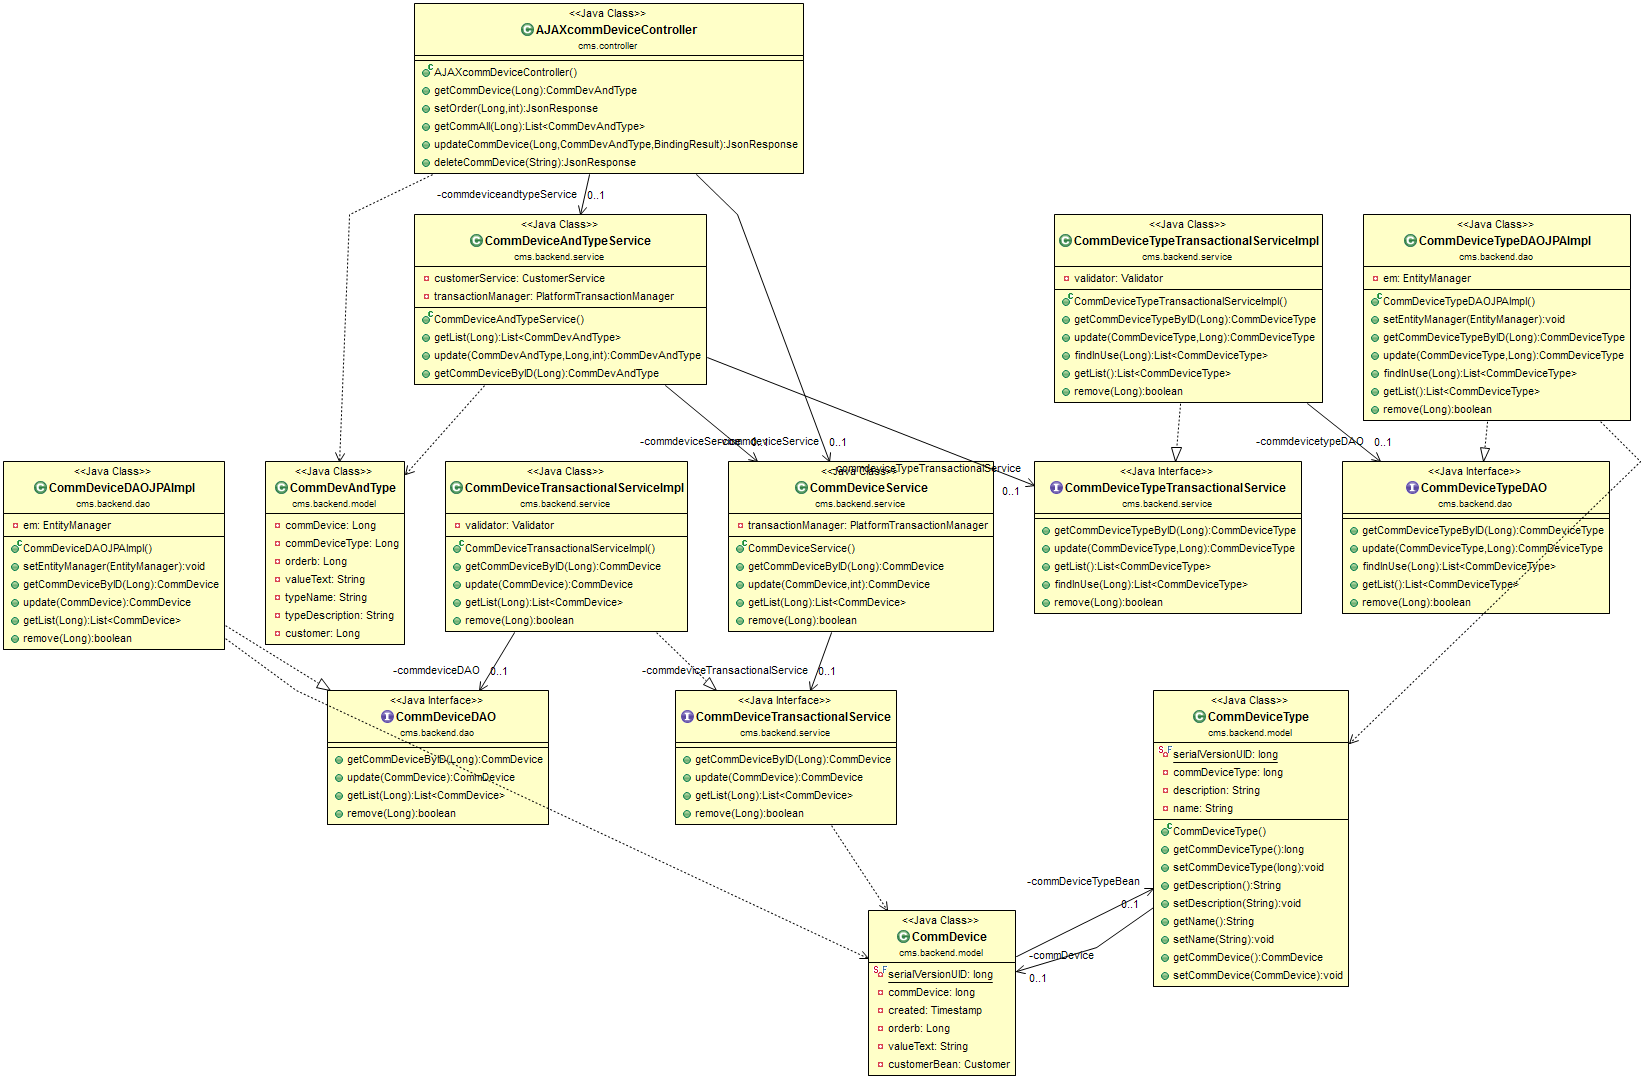 <<Java Class>>
AJAXcommDeviceController
cms.controller
AJAXcommDeviceController()
getCommDevice(Long):CommDevAndType
setOrder(Long,int):JsonResponse
getCommAll(Long):List<CommDevAndType>
updateCommDevice(Long,CommDevAndType,BindingResult):JsonResponse
deleteCommDevice(String):JsonResponse
-commdeviceandtypeService
0..1
<<Java Class>>
CommDeviceAndTypeService
cms.backend.service
customerService: CustomerService
transactionManager: PlatformTransactionManager
CommDeviceAndTypeService()
getList(Long):List<CommDevAndType>
update(CommDevAndType,Long,int):CommDevAndType
getCommDeviceByID(Long):CommDevAndType
<<Java Class>>
CommDeviceTypeTransactionalServiceImpl
cms.backend.service
validator: Validator
CommDeviceTypeTransactionalServiceImpl()
getCommDeviceTypeByID(Long):CommDeviceType
update(CommDeviceType,Long):CommDeviceType
findInUse(Long):List<CommDeviceType>
getList():List<CommDeviceType>
remove(Long):boolean
<<Java Class>>
CommDeviceTypeDAOJPAImpl
cms.backend.dao
em: EntityManager
CommDeviceTypeDAOJPAImpl()
setEntityManager(EntityManager):void
getCommDeviceTypeByID(Long):CommDeviceType
update(CommDeviceType,Long):CommDeviceType
findInUse(Long):List<CommDeviceType>
getList():List<CommDeviceType>
remove(Long):boolean
-commdeviceService
0..1
-commdeviceService
0..1
-commdeviceTypeTransactionalService
0..1
-commdevicetypeDAO
0..1
<<Java Class>>
CommDeviceDAOJPAImpl
cms.backend.dao
em: EntityManager
CommDeviceDAOJPAImpl()
setEntityManager(EntityManager):void
getCommDeviceByID(Long):CommDevice
update(CommDevice):CommDevice
getList(Long):List<CommDevice>
remove(Long):boolean
<<Java Class>>
CommDevAndType
cms.backend.model
commDevice: Long
commDeviceType: Long
orderb: Long
valueText: String
typeName: String
typeDescription: String
customer: Long
<<Java Class>>
CommDeviceTransactionalServiceImpl
cms.backend.service
validator: Validator
CommDeviceTransactionalServiceImpl()
getCommDeviceByID(Long):CommDevice
update(CommDevice):CommDevice
getList(Long):List<CommDevice>
remove(Long):boolean
<<Java Class>>
CommDeviceService
cms.backend.service
transactionManager: PlatformTransactionManager
CommDeviceService()
getCommDeviceByID(Long):CommDevice
update(CommDevice,int):CommDevice
getList(Long):List<CommDevice>
remove(Long):boolean
<<Java Interface>>
CommDeviceTypeTransactionalService
cms.backend.service
getCommDeviceTypeByID(Long):CommDeviceType
update(CommDeviceType,Long):CommDeviceType
getList():List<CommDeviceType>
findInUse(Long):List<CommDeviceType>
remove(Long):boolean
<<Java Interface>>
CommDeviceTypeDAO
cms.backend.dao
getCommDeviceTypeByID(Long):CommDeviceType
update(CommDeviceType,Long):CommDeviceType
findInUse(Long):List<CommDeviceType>
getList():List<CommDeviceType>
remove(Long):boolean
-commdeviceDAO
0..1
-commdeviceTransactionalService
0..1
<<Java Interface>>
CommDeviceDAO
cms.backend.dao
getCommDeviceByID(Long):CommDevice
update(CommDevice):CommDevice
getList(Long):List<CommDevice>
remove(Long):boolean
<<Java Interface>>
CommDeviceTransactionalService
cms.backend.service
getCommDeviceByID(Long):CommDevice
update(CommDevice):CommDevice
getList(Long):List<CommDevice>
remove(Long):boolean
<<Java Class>>
CommDeviceType
cms.backend.model
serialVersionUID: long
commDeviceType: long
description: String
name: String
CommDeviceType()
getCommDeviceType():long
setCommDeviceType(long):void
getDescription():String
setDescription(String):void
getName():String
setName(String):void
getCommDevice():CommDevice
setCommDevice(CommDevice):void
-commDeviceTypeBean
0..1
-commDevice
0..1
<<Java Class>>
CommDevice
cms.backend.model
serialVersionUID: long
commDevice: long
created: Timestamp
orderb: Long
valueText: String
customerBean: Customer